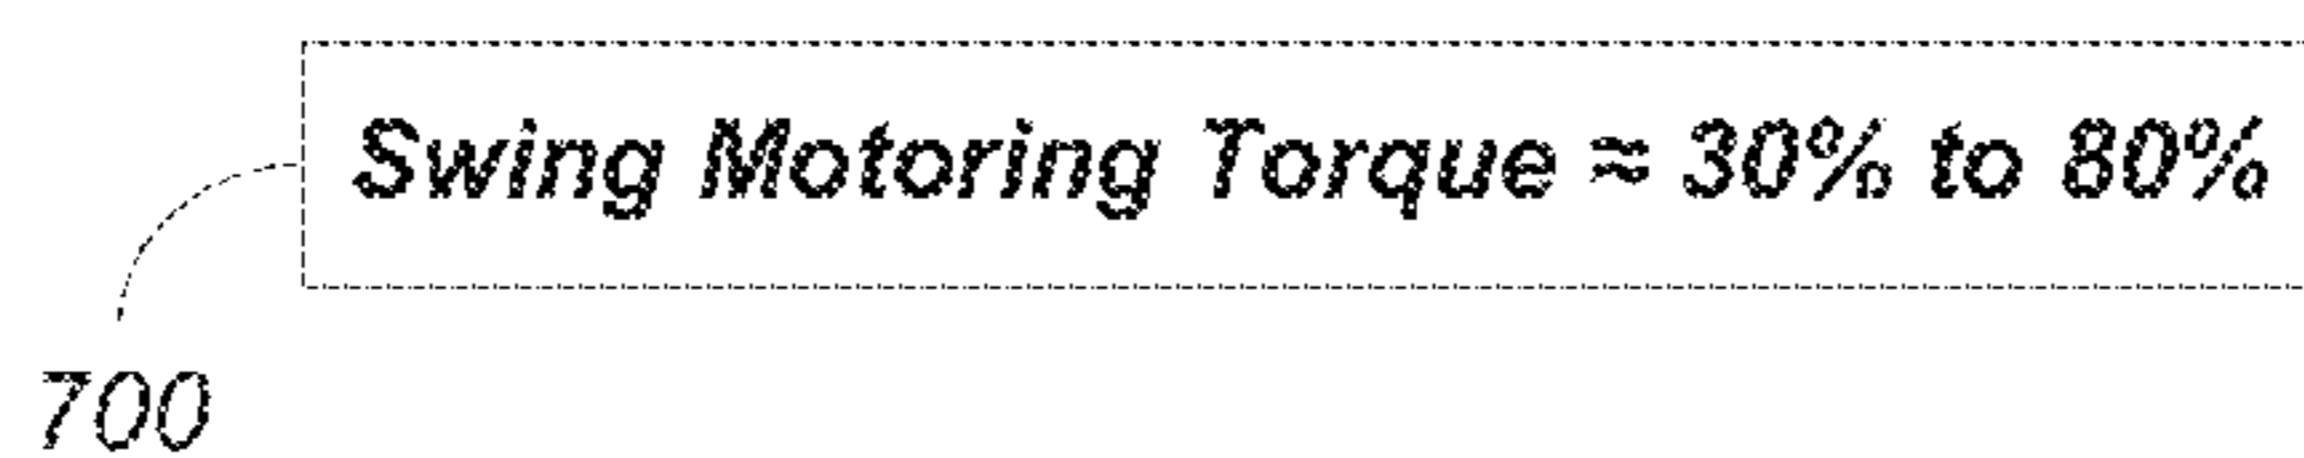 Swing Motoring Torque ≈ 30% to 80%
700